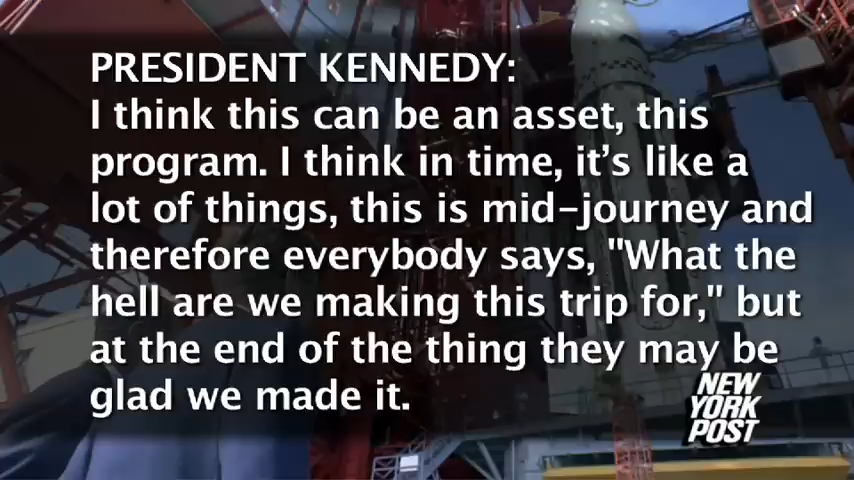 PRESIDENT KENNEDY:
I think this can be an asset, this
program. I think in time, it's like a
lot of things, this is mid-journey and
therefore everybody says, "What the
hell are we making this trip for," but
at the end of the thing they may be
glad we made it.
NEW
YORK
POST